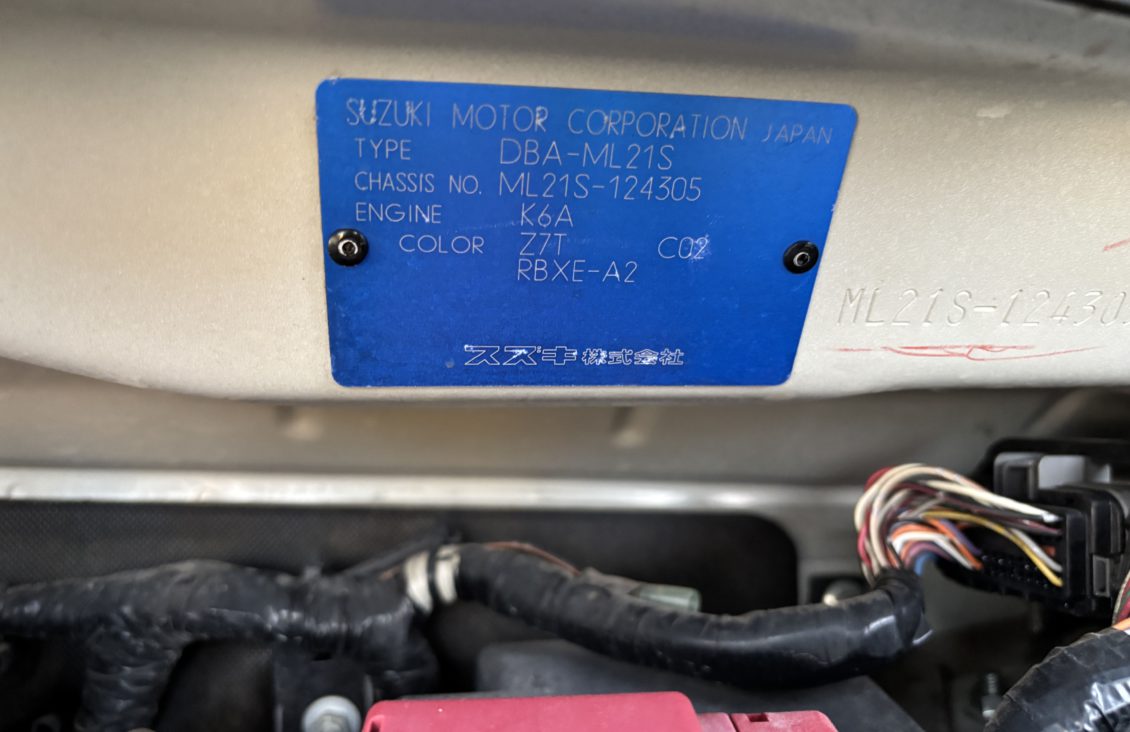 SUZUKI MOTOR CORPORATION JAPAN
TYPE DBA-ML21S
CHASSIS NO. ML21S-124305
ENGINE K6A
COLOR Z7T C02
RBXE-A2
スズキ株式会社
ML21S-124305